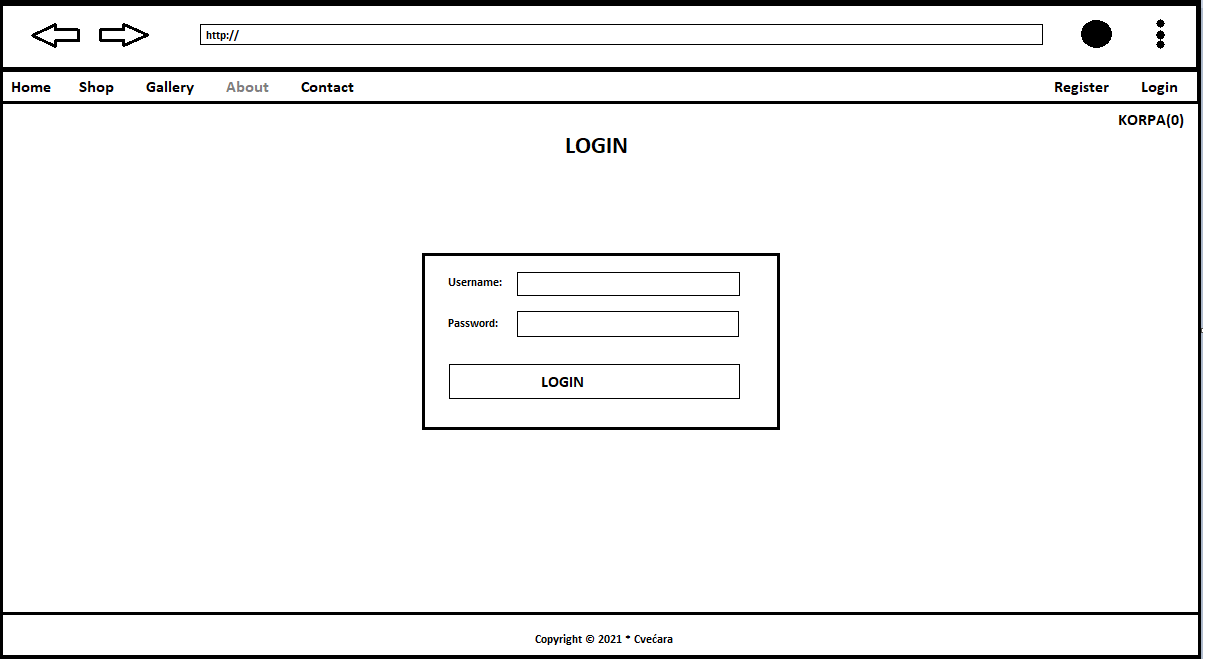 http://
Home Shop Gallery About Contact Register Login
KORPA(0)
LOGIN
Username:
Password:
LOGIN
Copyright © 2021 * Cvećara